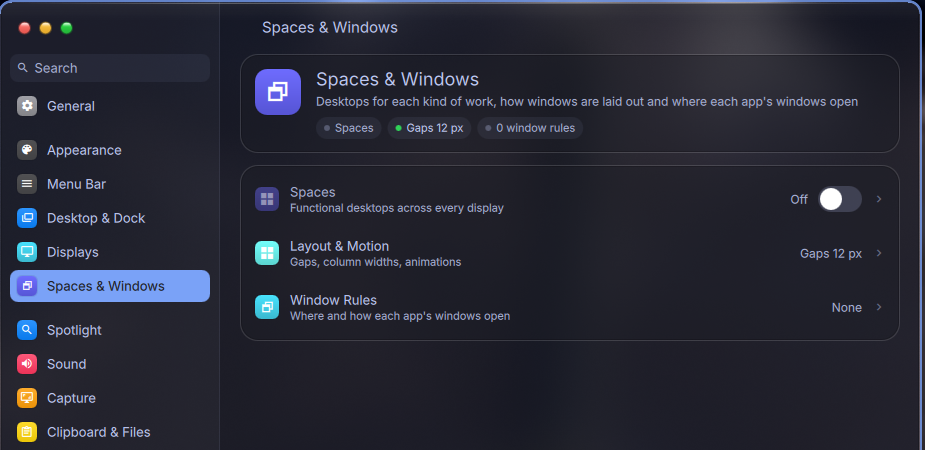 Spaces & Windows
Search
General
Appearance
Menu Bar
Desktop & Dock
Displays
Spaces & Windows
Spotlight
Sound
Capture
Clipboard & Files
Spaces & Windows
Desktops for each kind of work, how windows are laid out and where each app's windows open
Spaces
Gaps 12 px
0 window rules
Spaces
Functional desktops across every display
Off
Layout & Motion
Gaps, column widths, animations
Gaps 12 px
Window Rules
Where and how each app's windows open
None